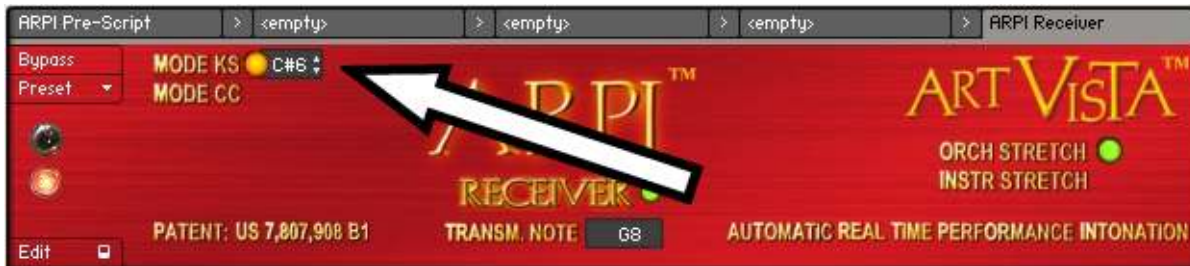 ARPI Pre-Script > <empty> > <empty> > <empty> > ARPI Receiver
Bypass
Preset
MODE KS C#6
MODE CC
ARPI™
RECEIVER
ART VISTA™
ORCH STRETCH
INSTR STRETCH
PATENT: US 7,807,908 B1
TRANSM. NOTE G8
AUTOMATIC REAL TIME PERFORMANCE INTONATION
Edit